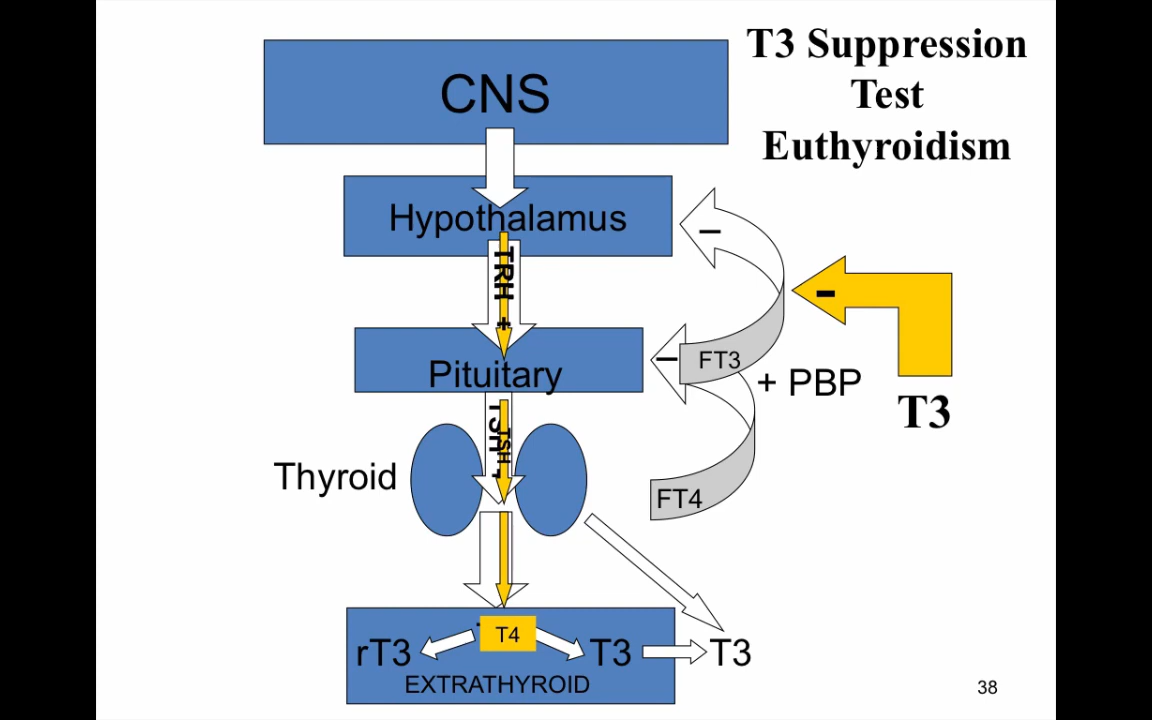 T3 Suppression
Test
Euthyroidism
CNS
Hypothalamus
–
TRH +
-
Pituitary
–
FT3
+ PBP
T3
TSH
TSH
Thyroid
FT4
T4
rT3
T3
T3
EXTRATHYROID
38